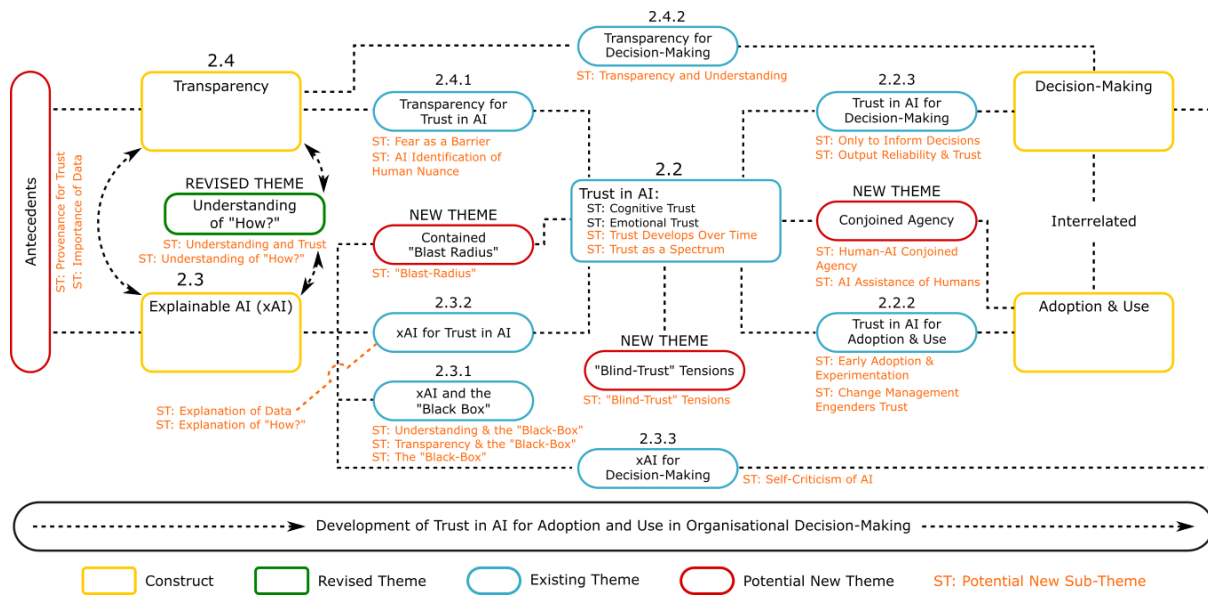 2.4.2
Transparency for
Decision-Making
ST: Transparency and Understanding
2.4
Transparency
2.4.1
Transparency for
Trust in AI
ST: Fear as a Barrier
ST: AI Identification of
Human Nuance
2.2.3
Trust in AI for
Decision-Making
ST: Only to Inform Decisions
ST: Output Reliability & Trust
Decision-Making
Antecedents
ST: Provenance for Trust
ST: Importance of Data
REVISED THEME
Understanding
of "How?"
ST: Understanding and Trust
ST: Understanding of "How?"
NEW THEME
Contained
"Blast Radius"
ST: "Blast-Radius"
2.2
Trust in AI:
ST: Cognitive Trust
ST: Emotional Trust
ST: Trust Develops Over Time
ST: Trust as a Spectrum
NEW THEME
Conjoined Agency
ST: Human-AI Conjoined
Agency
ST: AI Assistance of Humans
Interrelated
2.3
Explainable AI (xAI)
2.3.2
xAI for Trust in AI
ST: Explanation of Data
ST: Explanation of "How?"
2.3.1
xAI and the
"Black Box"
ST: Understanding & the "Black-Box"
ST: Transparency & the "Black-Box"
ST: The "Black-Box"
NEW THEME
"Blind-Trust" Tensions
ST: "Blind-Trust" Tensions
2.2.2
Trust in AI for
Adoption & Use
ST: Early Adoption &
Experimentation
ST: Change Management
Engenders Trust
Adoption & Use
2.3.3
xAI for
Decision-Making
ST: Self-Criticism of AI
Development of Trust in AI for Adoption and Use in Organisational Decision-Making
Construct
Revised Theme
Existing Theme
Potential New Theme
ST: Potential New Sub-Theme